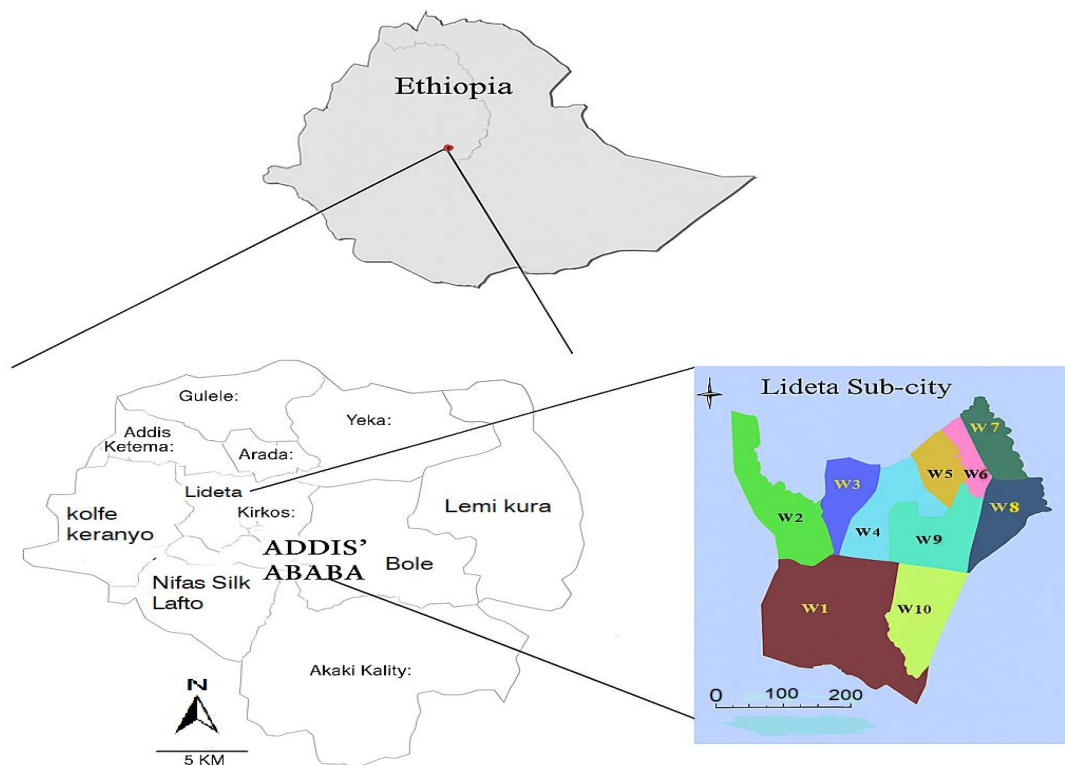 Ethiopia
Gulele:
Yeka:
Addis
Ketema:
Arada:
Lideta
Kirkos:
kolfe
keranyo
Lemi kura
ADDIS’
ABABA
Bole
Nifas Silk
Lafto
Akaki Kality:
N
5 KM
Lideta Sub-city
W 7
W3
W5
W6
W2
W4
W9
W8
W1
W10
0 100 200